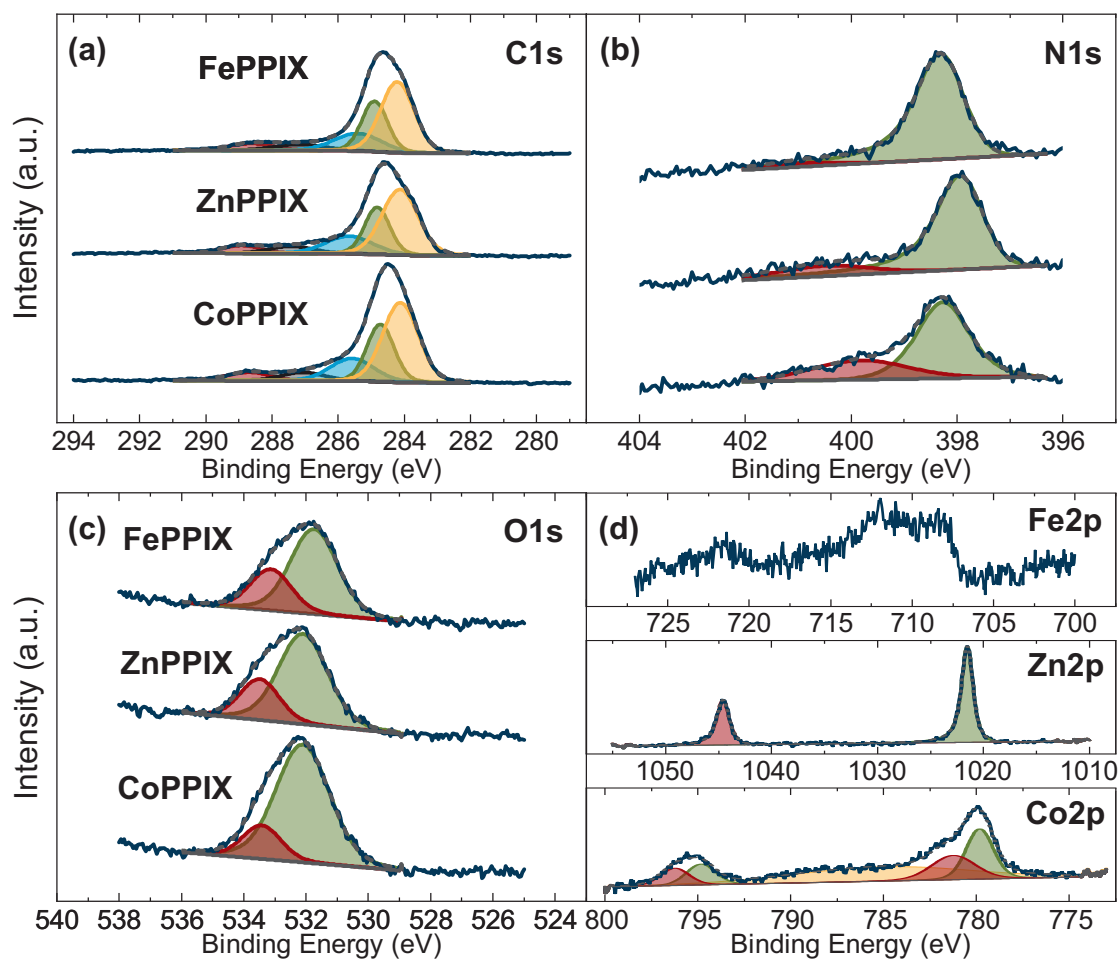 (a)
C1s
FePPIX
ZnPPIX
CoPPIX
Intensity (a.u.)
294 292 290 288 286 284 282 280
Binding Energy (eV)
(b)
N1s
404 402 400 398 396
Binding Energy (eV)
(c)
O1s
FePPIX
ZnPPIX
CoPPIX
Intensity (a.u.)
540 538 536 534 532 530 528 526 524
Binding Energy (eV)
(d)
Fe2p
725 720 715 710 705 700
Zn2p
1050 1040 1030 1020 1010
Co2p
800 795 790 785 780 775
Binding Energy (eV)